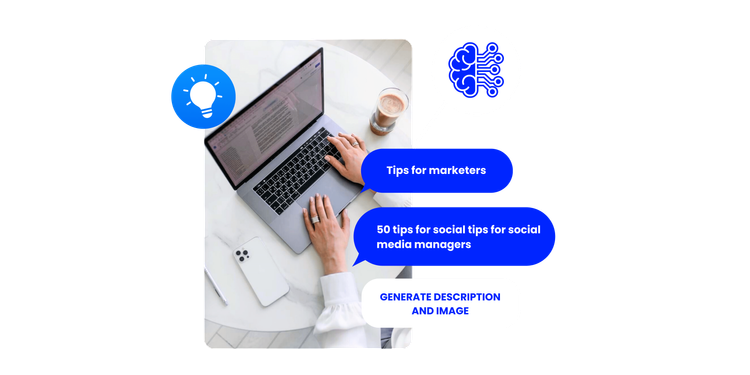 Tips for marketers
50 tips for social tips for social
media managers
GENERATE DESCRIPTION
AND IMAGE